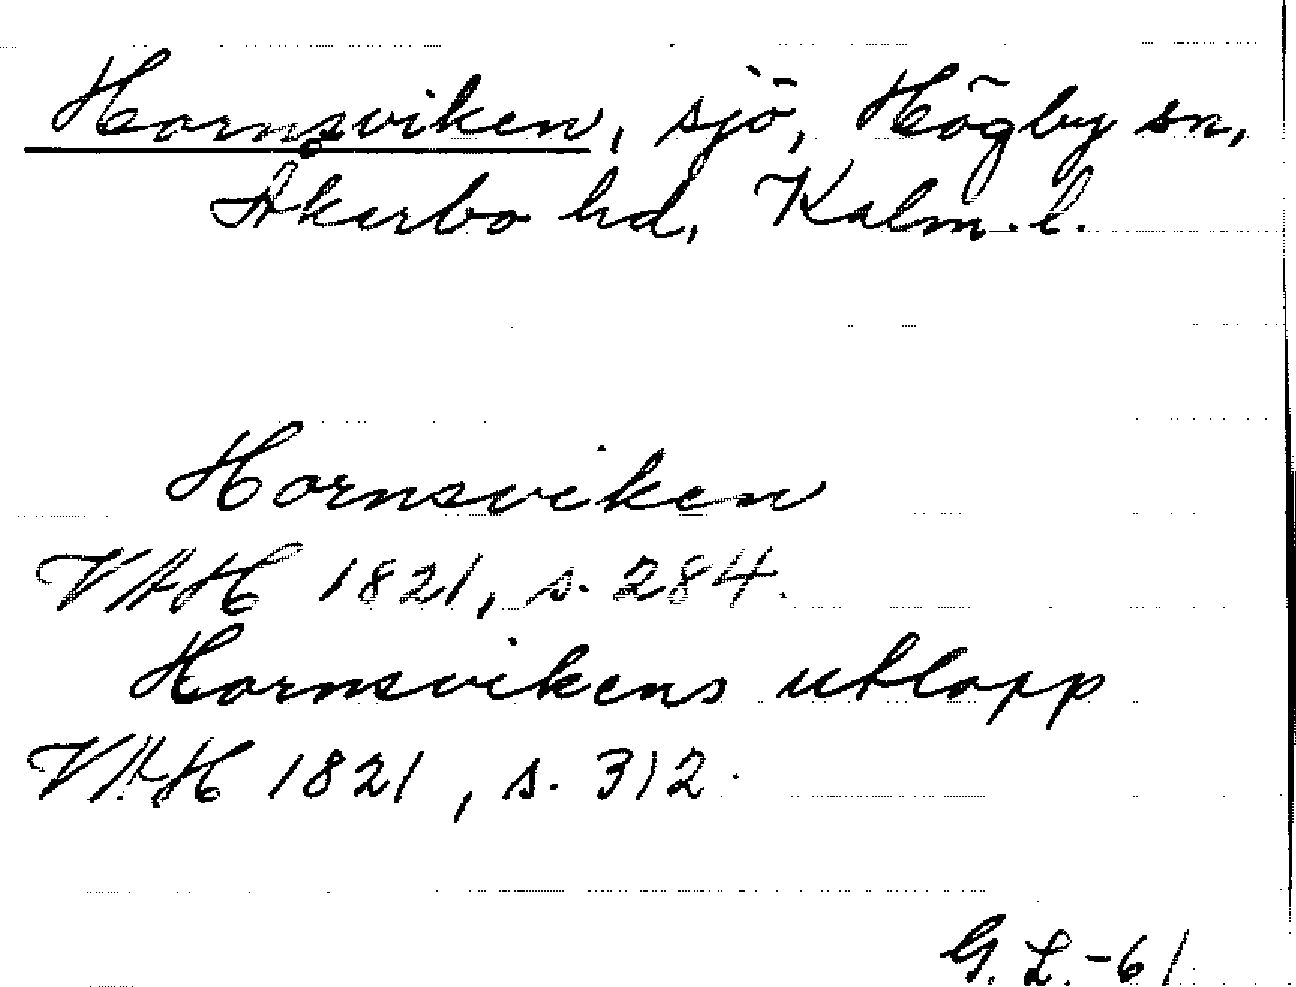 Hornsviken, sjö, Högby sn,
Åkerbo hd, Kalm. l.
Hornsviken
VAH 1821, s. 284.
Hornsvikens utlopp
VAH 1821, s. 312.
G. L.-61